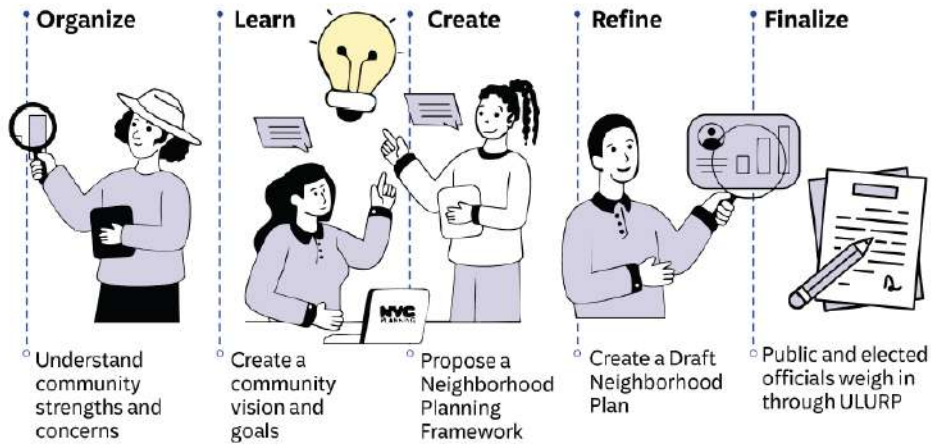 Organize
Learn
Create
Refine
Finalize
NYC
PLANNING
Understand
community
strengths and
concerns
Create a
community
vision and
goals
Propose a
Neighborhood
Planning
Framework
Create a Draft
Neighborhood
Plan
Public and elected
officials weigh in
through ULURP